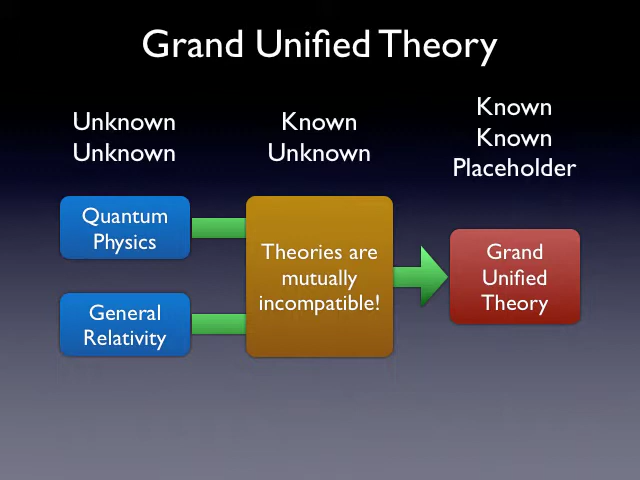 Grand Unified Theory
Unknown
Unknown
Known
Unknown
Known
Known
Placeholder
Quantum
Physics
General
Relativity
Theories are
mutually
incompatible!
Grand
Unified
Theory